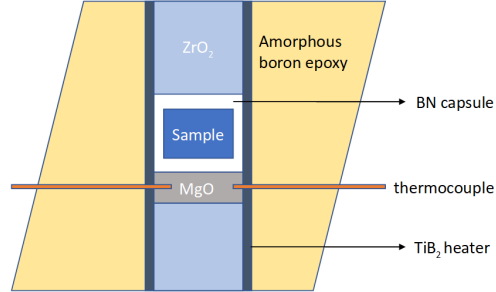 ZrO₂
Amorphous
boron epoxy
BN capsule
Sample
MgO
thermocouple
TiB₂ heater